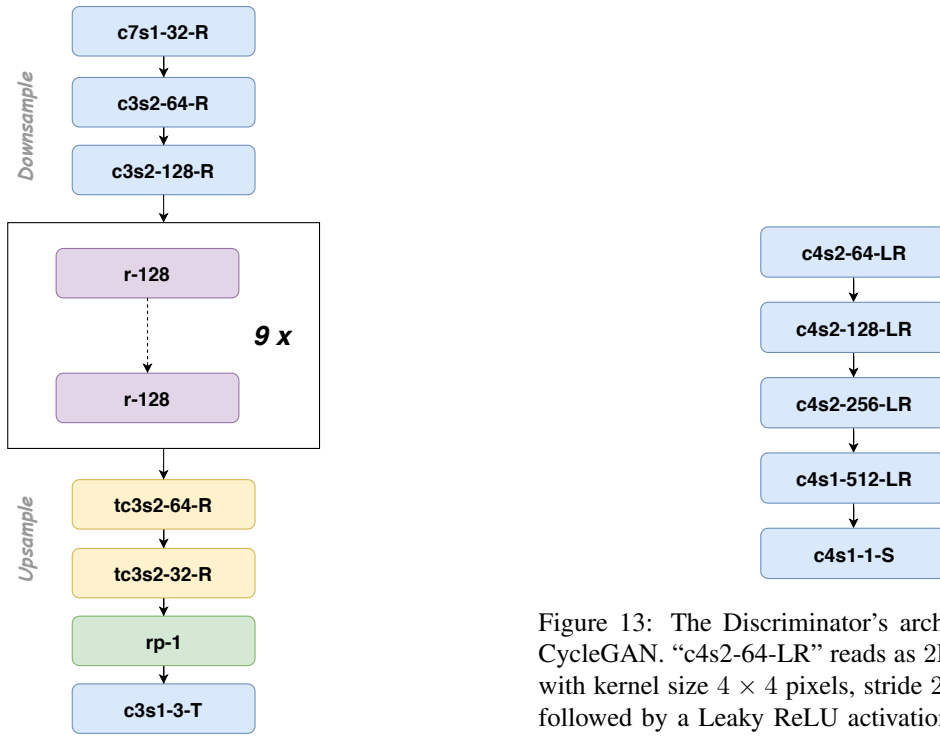 Downsample
c7s1-32-R
c3s2-64-R
c3s2-128-R
r-128
9 x
r-128
Upsample
tc3s2-64-R
tc3s2-32-R
rp-1
c3s1-3-T
c4s2-64-LR
c4s2-128-LR
c4s2-256-LR
c4s1-512-LR
c4s1-1-S
Figure 13: The Discriminator's arch
CycleGAN. “c4s2-64-LR” reads as 2
with kernel size 4 × 4 pixels, stride 2
followed by a Leaky ReLU activation